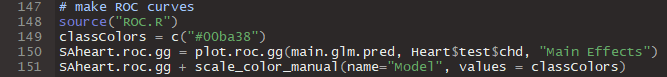 147 # make ROC curves
148 source("ROC.R")
149 classColors = c("#00ba38")
150 SAheart.roc.gg = plot.roc.gg(main.glm.pred, Heart$test$chd, "Main Effects")
151 SAheart.roc.gg + scale_color_manual(name="Model", values = classColors)